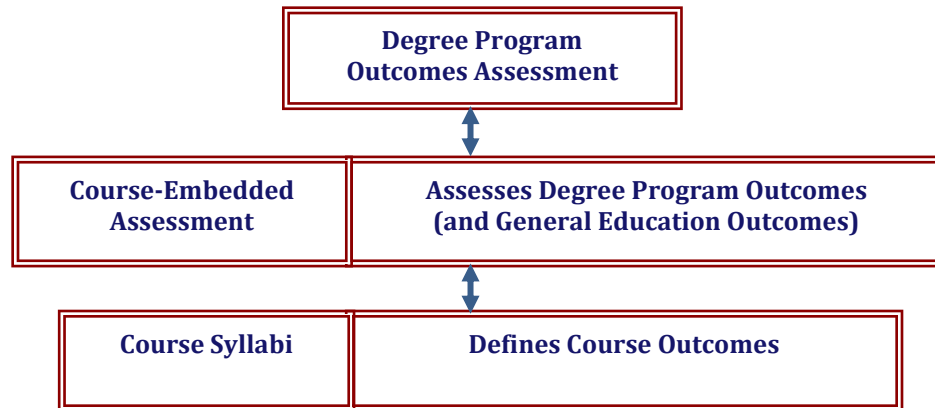 Degree Program
Outcomes Assessment
Course-Embedded
Assessment
Assesses Degree Program Outcomes
(and General Education Outcomes)
Course Syllabi
Defines Course Outcomes